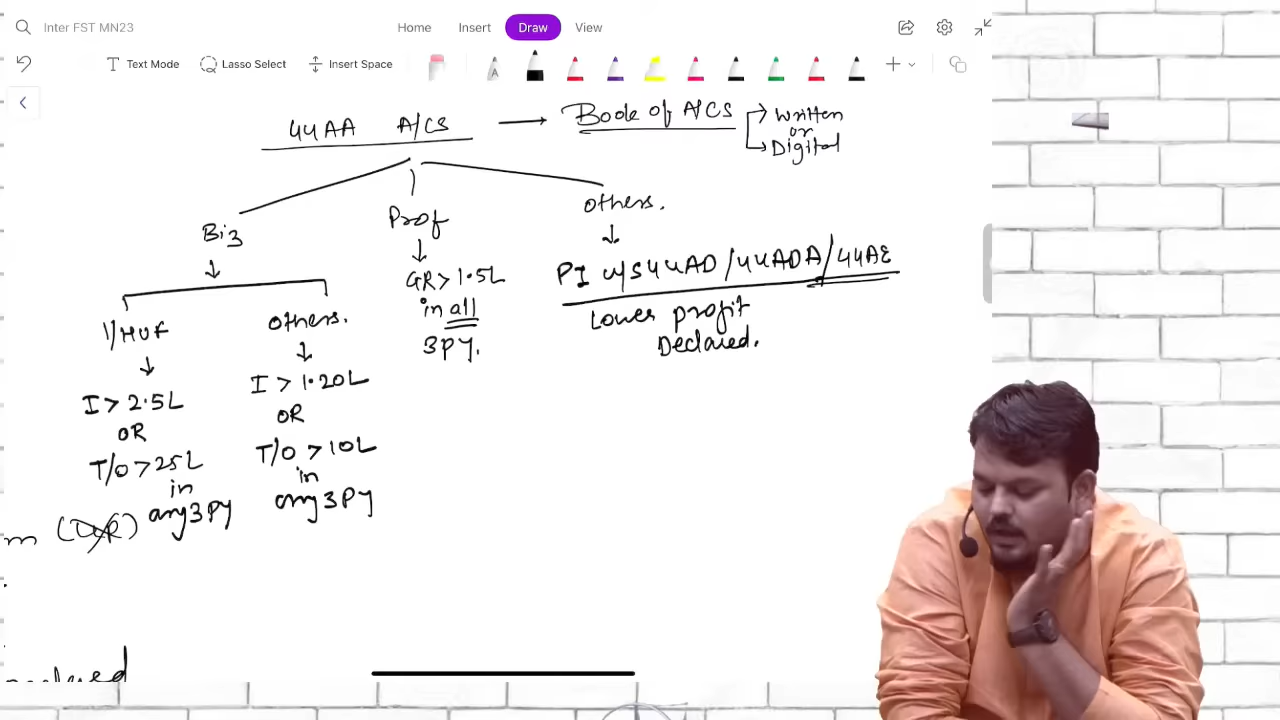 Inter FST MN23
Home Insert Draw View
Text Mode Lasso Select Insert Space
44AA A/CS → Book of A/CS → Written
or
→ Digital
Biz
Prof
Others.
I/HUF
Others.
GR > 1.5L
in all
3PY.
PI u/s 44AD/44ADA/44AE
Lower profit
Declared.
I > 2.5L
OR
T/O > 25L
in
any 3PY
I > 1.20L
OR
T/O > 10L
in
any 3PY